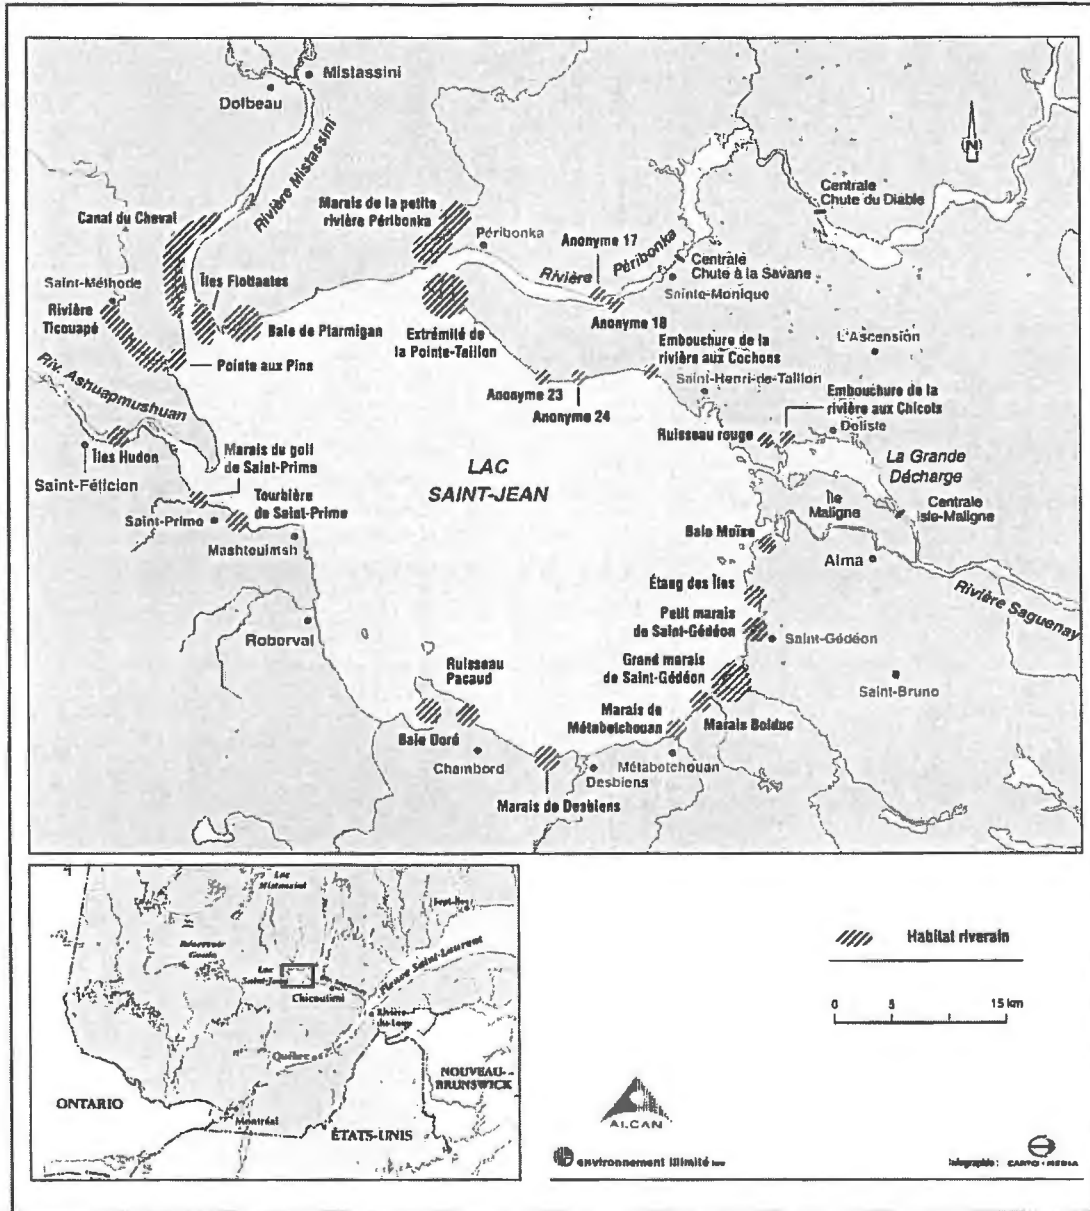 Mistassini
Dolbeau
Rivière Mistassini
Canal du Cheval
Marais de la petite
rivière Péribonka
Péribonka
Anonyme 17
Rivière Péribonka
Centrale
Chute du Diable
Centrale
Chute à la Savane
Sainte-Monique
Anonyme 18
Saint-Méthode
Rivière
Ticouapé
Îles Flottantes
Baie de Ptarmigan
Extrémité de
la Pointe-Taillon
Pointe aux Pins
Embouchure de la
rivière aux Cochons
Saint-Henri-de-Taillon
L'Ascension
Riv. Ashuapmushuan
Anonyme 23
Anonyme 24
Embouchure de la
rivière aux Chicots
Ruisseau rouge
Doliste
Îles Hudon
Saint-Félicien
Marais du golf
de Saint-Prime
Tourbière
de Saint-Prime
Saint-Prime
Mashteuiatsh
LAC
SAINT-JEAN
La Grande
Décharge
Île
Maligne
Centrale
Isle-Maligne
Baie Moïse
Alma
Rivière Saguenay
Étang des Îles
Petit marais
de Saint-Gédéon
Saint-Gédéon
Roberval
Grand marais
de Saint-Gédéon
Saint-Bruno
Ruisseau
Pacaud
Marais de
Métabetchouan
Marais Bolduc
Baie Doré
Chambord
Métabetchouan
Desbiens
Marais de Desbiens
N
Lac
Mistassini
Sept-Îles
Réservoir
Gouin
Lac
Saint-Jean
Chicoutimi
Fleuve Saint-Laurent
Rivière-
du-Loup
Québec
NOUVEAU-
BRUNSWICK
ONTARIO
Montréal
ÉTATS-UNIS
Habitat riverain
0 5 15 km
ALCAN
environnement illimité inc
Infographie : CARTO-MEDIA